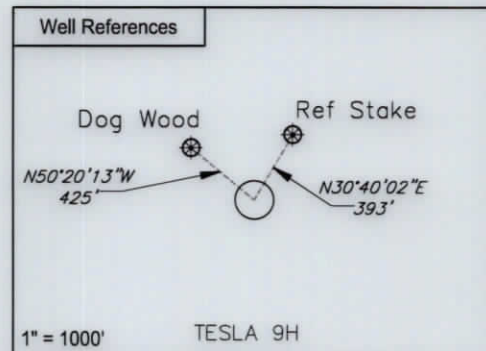 Well References
Dog Wood
Ref Stake
N50°20'13"W
425'
N30°40'02"E
393'
1" = 1000'
TESLA 9H